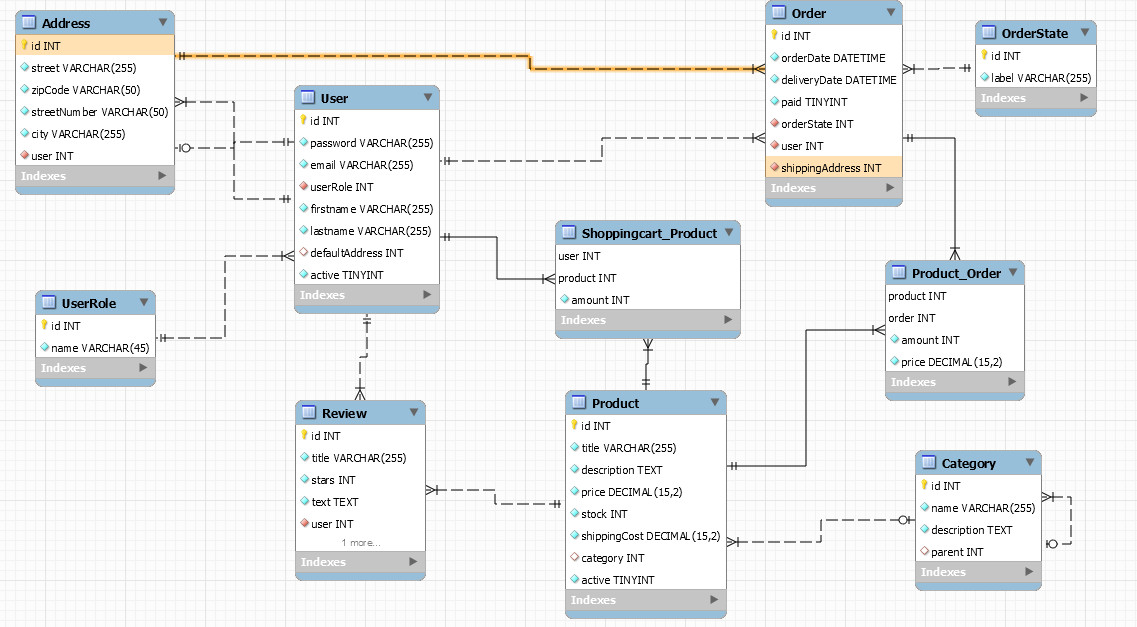 Address
id INT
street VARCHAR(255)
zipCode VARCHAR(50)
streetNumber VARCHAR(50)
city VARCHAR(255)
user INT
Indexes
User
id INT
password VARCHAR(255)
email VARCHAR(255)
userRole INT
firstname VARCHAR(255)
lastname VARCHAR(255)
defaultAddress INT
active TINYINT
Indexes
Order
id INT
orderDate DATETIME
deliveryDate DATETIME
paid TINYINT
orderState INT
user INT
shippingAddress INT
Indexes
OrderState
id INT
label VARCHAR(255)
Indexes
Shoppingcart_Product
user INT
product INT
amount INT
Indexes
Product_Order
product INT
order INT
amount INT
price DECIMAL(15,2)
Indexes
UserRole
id INT
name VARCHAR(45)
Indexes
Review
id INT
title VARCHAR(255)
stars INT
text TEXT
user INT
1 more...
Indexes
Product
id INT
title VARCHAR(255)
description TEXT
price DECIMAL(15,2)
stock INT
shippingCost DECIMAL(15,2)
category INT
active TINYINT
Indexes
Category
id INT
name VARCHAR(255)
description TEXT
parent INT
Indexes